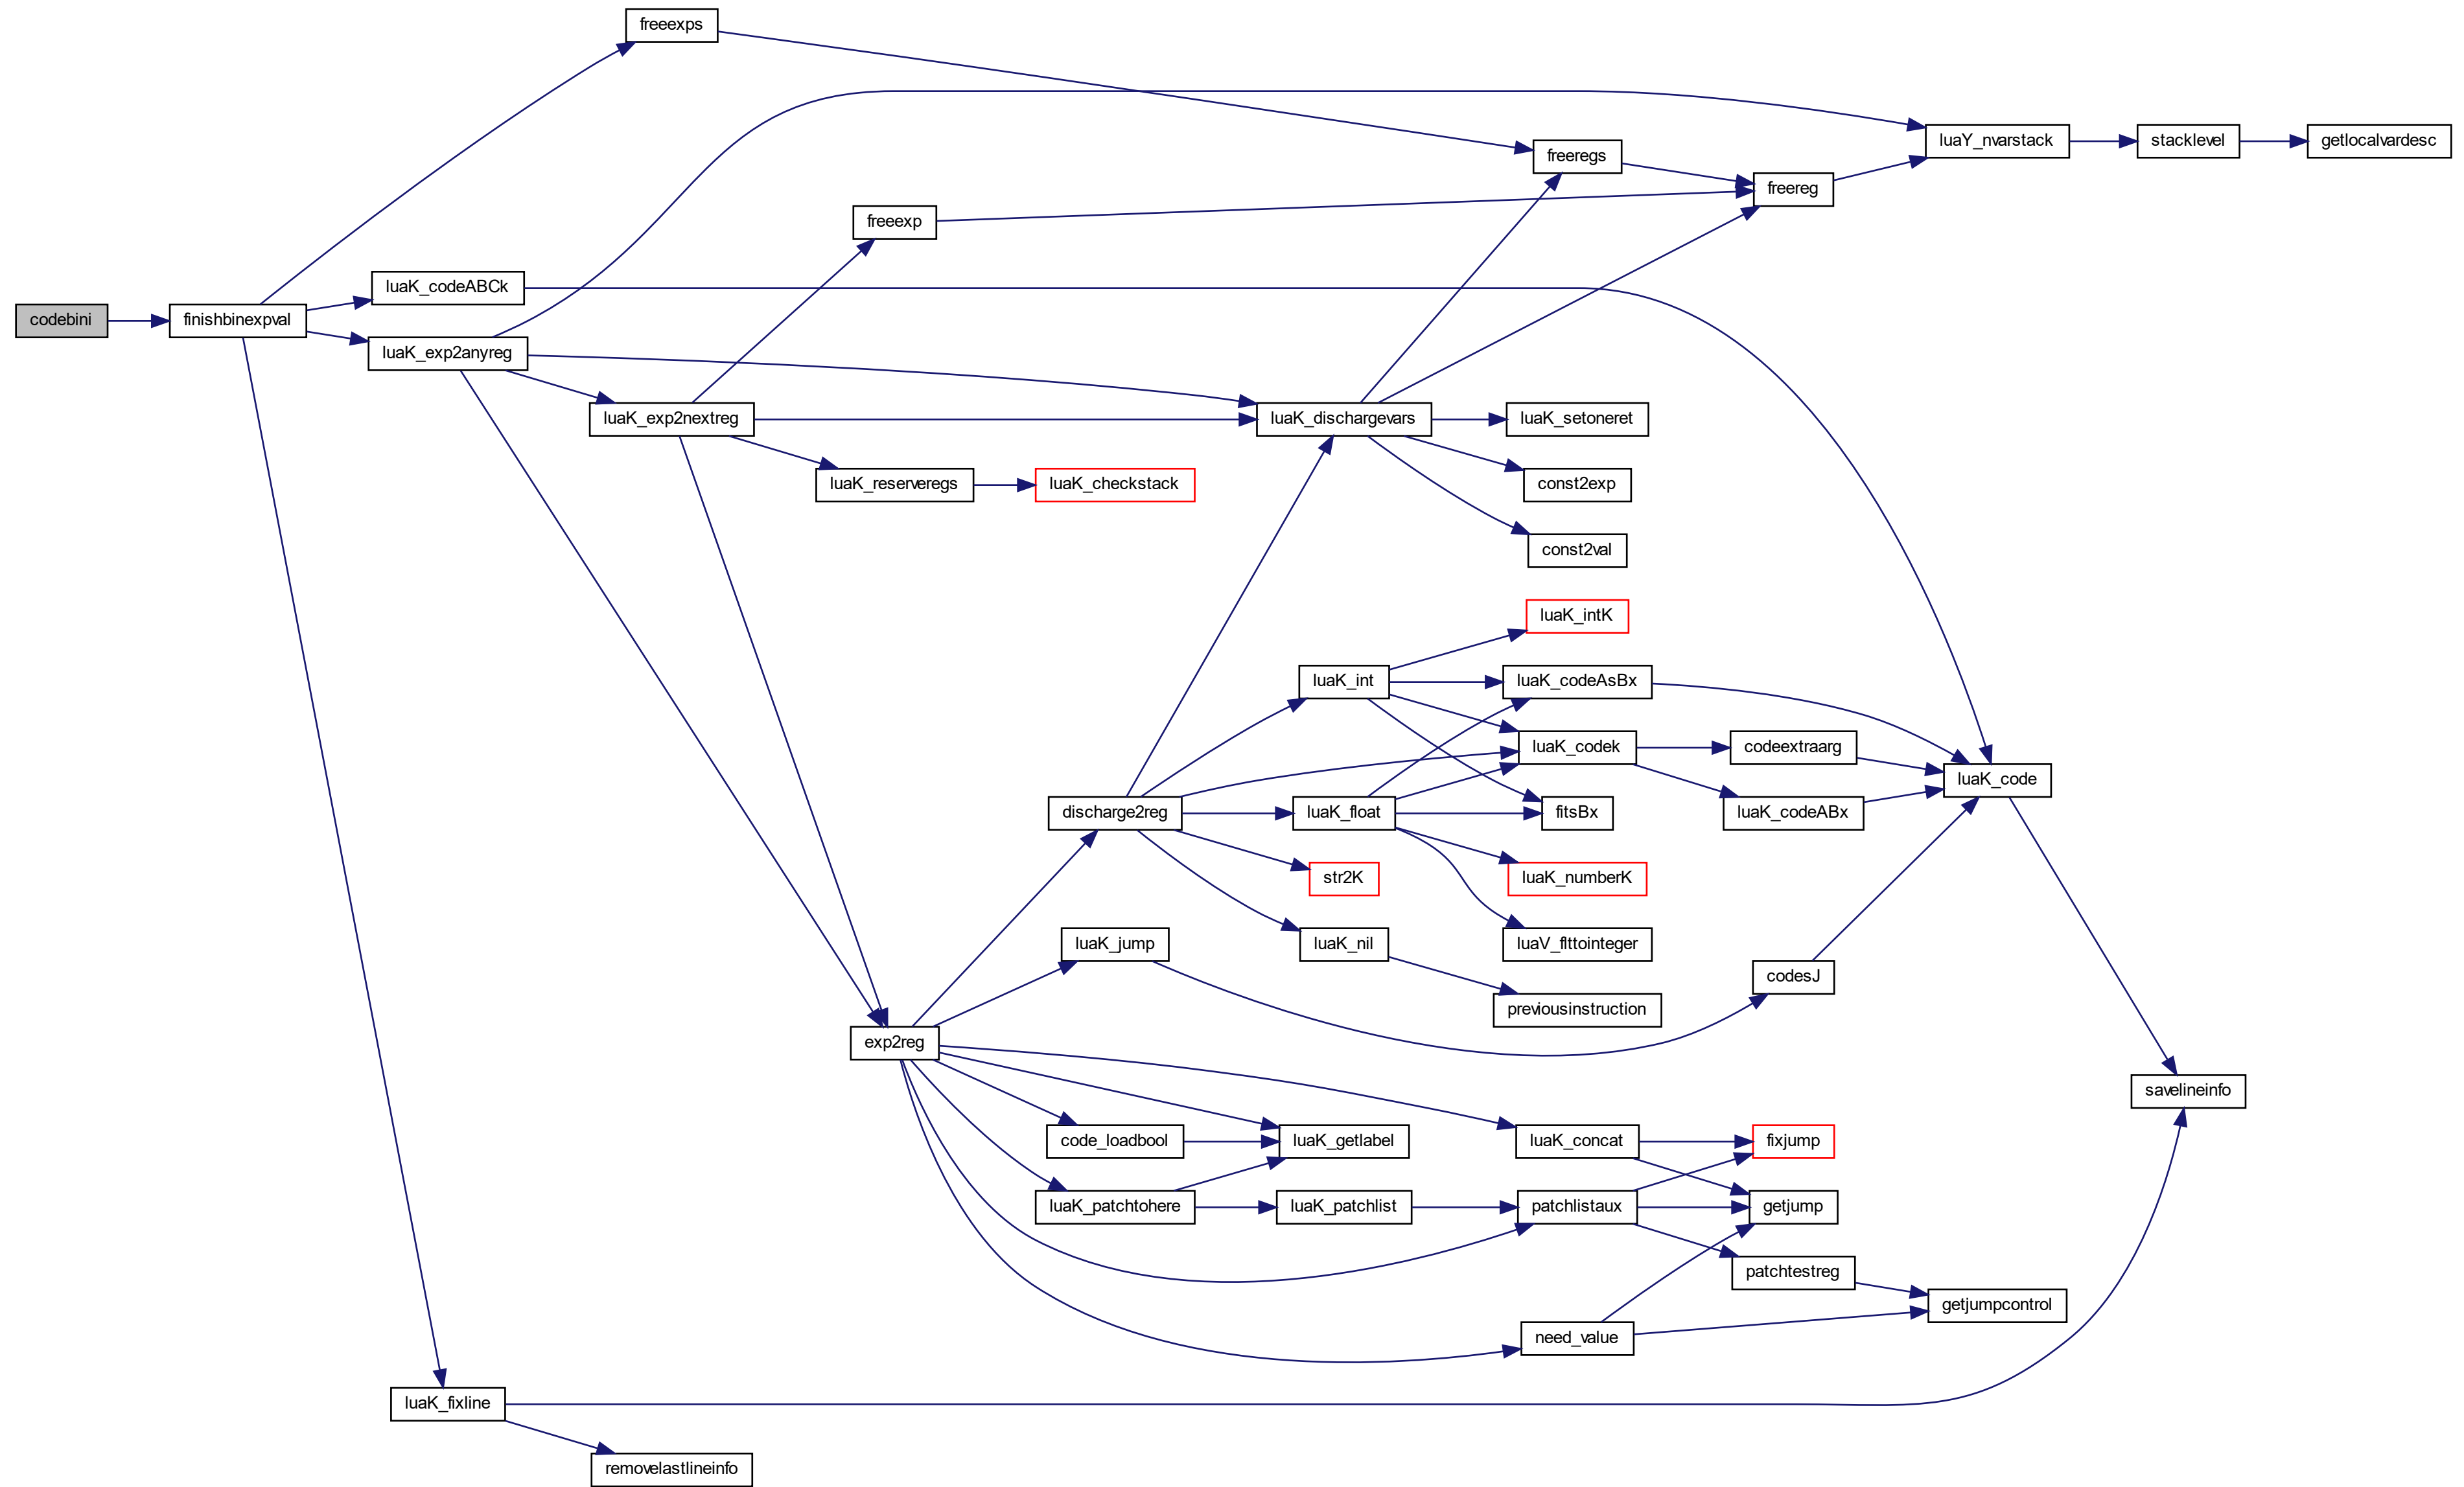 freeexps
luaY_nvarstack
stacklevel
getlocalvardesc
freeregs
freereg
freeexp
luaK_codeABCk
codebini
finishbinexpval
luaK_exp2anyreg
luaK_exp2nextreg
luaK_dischargevars
luaK_setoneret
luaK_reserveregs
luaK_checkstack
const2exp
const2val
luaK_intK
luaK_int
luaK_codeAsBx
luaK_codek
codeextraarg
luaK_code
discharge2reg
luaK_float
fitsBx
luaK_codeABx
str2K
luaK_numberK
luaK_jump
luaK_nil
luaV_flttointeger
codesJ
previousinstruction
exp2reg
savelineinfo
code_loadbool
luaK_getlabel
luaK_concat
fixjump
luaK_patchtohere
luaK_patchlist
patchlistaux
getjump
patchtestreg
getjumpcontrol
need_value
luaK_fixline
removelastlineinfo